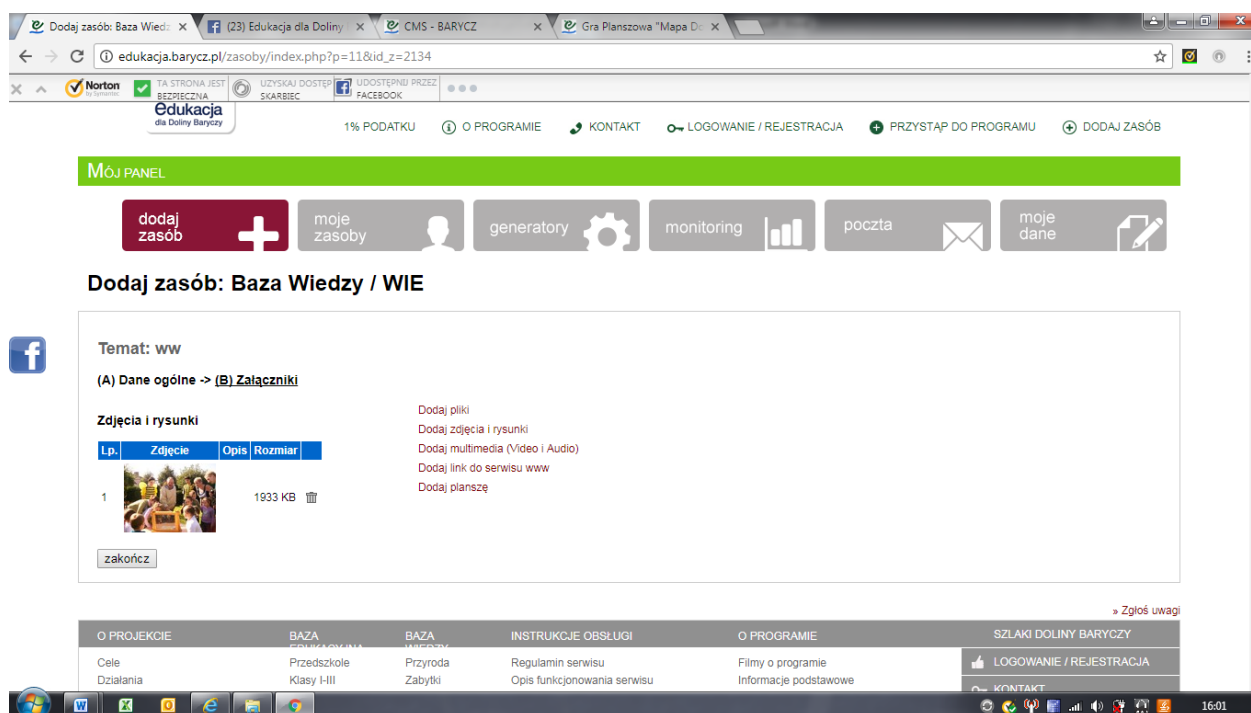 Dodaj zasób: Baza Wied
(23) Edukacja dla Doliny
CMS - BARYCZ
Gra Planszowa "Mapa Do
edukacja.barycz.pl/zasoby/index.php?p=11&id_z=2134
Norton
by Symantec
TA STRONA JEST
BEZPIECZNA
UZYSKAJ DOSTĘP
SKARBIEC
UDOSTĘPNIJ PRZEZ
FACEBOOK
edukacja
dla Doliny Baryczy
1% PODATKU
O PROGRAMIE
KONTAKT
LOGOWANIE / REJESTRACJA
PRZYSTĄP DO PROGRAMU
DODAJ ZASÓB
MÓJ PANEL
dodaj
zasób
moje
zasoby
generatory
monitoring
poczta
moje
dane
Dodaj zasób: Baza Wiedzy / WIE
Temat: ww
(A) Dane ogólne -> (B) Załączniki
Zdjęcia i rysunki
Lp. Zdjęcie Opis Rozmiar
1 1933 KB
Dodaj pliki
Dodaj zdjęcia i rysunki
Dodaj multimedia (Video i Audio)
Dodaj link do serwisu www
Dodaj planszę
zakończ
» Zgłoś uwagi
O PROJEKCIE
Cele
Działania
BAZA
EDUKACYJNA
Przedszkole
Klasy I-III
BAZA
WIEDZY
Przyroda
Zabytki
INSTRUKCJE OBSŁUGI
Regulamin serwisu
Opis funkcjonowania serwisu
O PROGRAMIE
Filmy o programie
Informacje podstawowe
SZLAKI DOLINY BARYCZY
LOGOWANIE / REJESTRACJA
KONTAKT
16:01